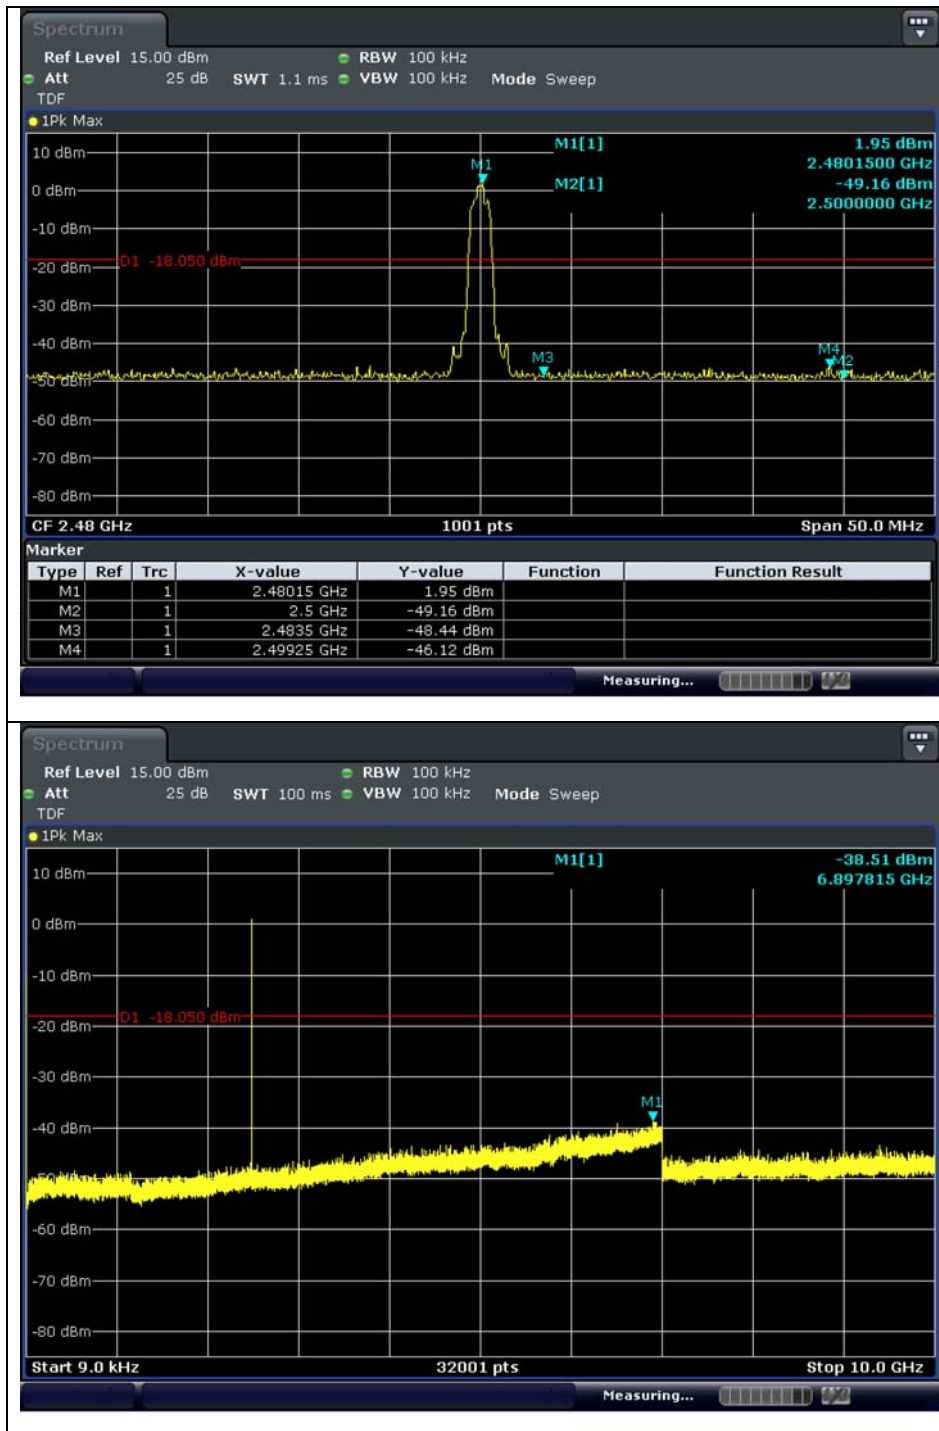 Spectrum
Ref Level 15.00 dBm RBW 100 kHz
Att 25 dB SWT 1.1 ms VBW 100 kHz Mode Sweep
TDF
1Pk Max
M1[1] 1.95 dBm
2.4801500 GHz
M2[1] -49.16 dBm
2.5000000 GHz
10 dBm
M1
0 dBm
-10 dBm
D1 -18.050 dBm
-20 dBm
-30 dBm
-40 dBm
M3
M4
M2
-50 dBm
-60 dBm
-70 dBm
-80 dBm
CF 2.48 GHz 1001 pts Span 50.0 MHz
Marker
Type Ref Trc X-value Y-value Function Function Result
M1 1 2.48015 GHz 1.95 dBm
M2 1 2.5 GHz -49.16 dBm
M3 1 2.4835 GHz -48.44 dBm
M4 1 2.49925 GHz -46.12 dBm
Measuring...
Spectrum
Ref Level 15.00 dBm RBW 100 kHz
Att 25 dB SWT 100 ms VBW 100 kHz Mode Sweep
TDF
1Pk Max
M1[1] -38.51 dBm
6.897815 GHz
10 dBm
0 dBm
-10 dBm
D1 -18.050 dBm
-20 dBm
-30 dBm
M1
-40 dBm
-60 dBm
-70 dBm
-80 dBm
Start 9.0 kHz 32001 pts Stop 10.0 GHz
Measuring...